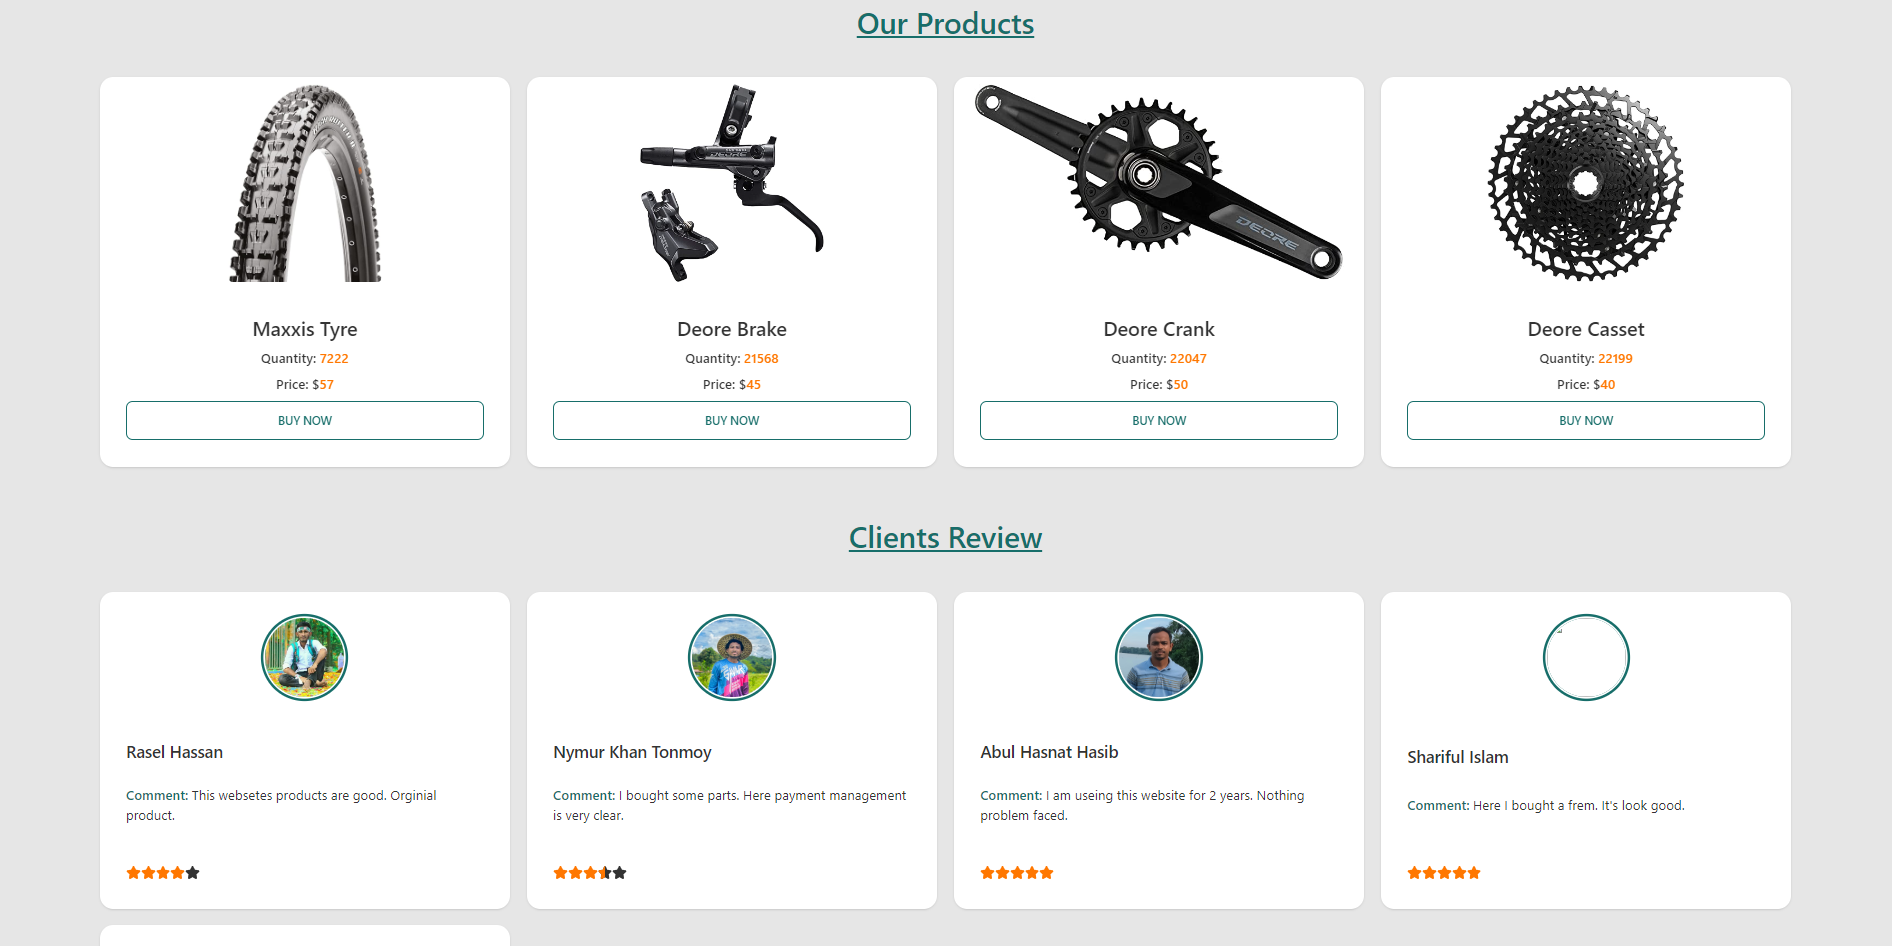 Our Products
DEORE
DEORE
Maxxis Tyre
Deore Brake
Deore Crank
Deore Casset
Quantity: 7222
Quantity: 21568
Quantity: 22047
Quantity: 22199
Price: $57
Price: $45
Price: $50
Price: $40
BUY NOW
BUY NOW
BUY NOW
BUY NOW
Clients Review
Rasel Hassan
Comment: This websetes products are good. Orginial
product.
Nymur Khan Tonmoy
Comment: I bought some parts. Here payment management
is very clear.
Abul Hasnat Hasib
Comment: I am useing this website for 2 years. Nothing
problem faced.
Shariful Islam
Comment: Here I bought a frem. It's look good.